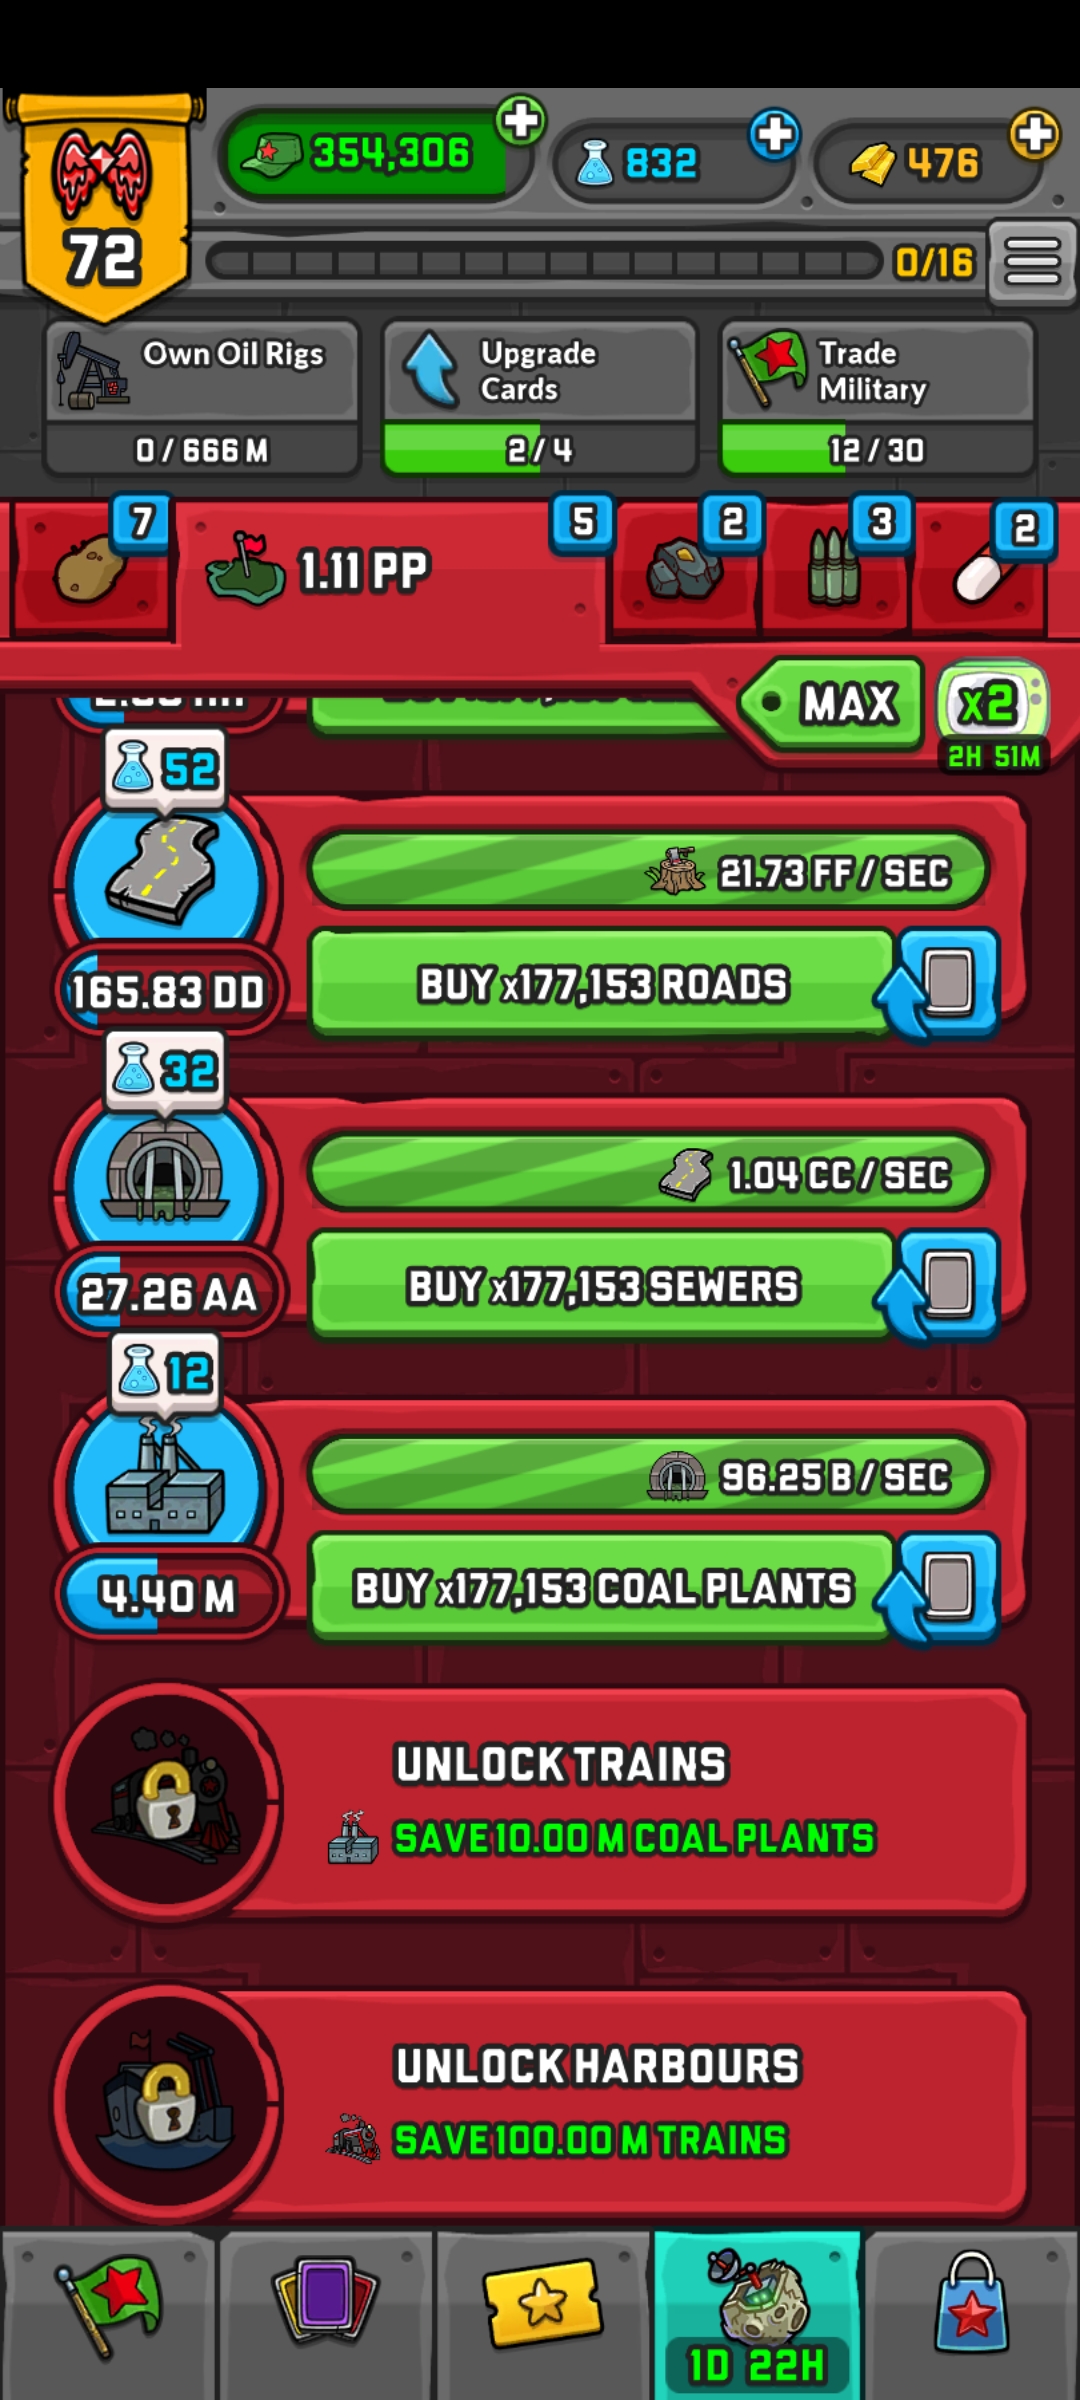 354,306
832
476
72
0/16
Own Oil Rigs
0 / 666 M
Upgrade
Cards
2 / 4
Trade
Military
12 / 30
7
1.11 PP
5
2
3
2
MAX
x2
2H 51M
52
21.73 FF / SEC
165.83 DD
BUY x177,153 ROADS
32
1.04 CC / SEC
27.26 AA
BUY x177,153 SEWERS
12
96.25 B / SEC
4.40 M
BUY x177,153 COAL PLANTS
UNLOCK TRAINS
SAVE 10.00 M COAL PLANTS
UNLOCK HARBOURS
SAVE 100.00 M TRAINS
1D 22H